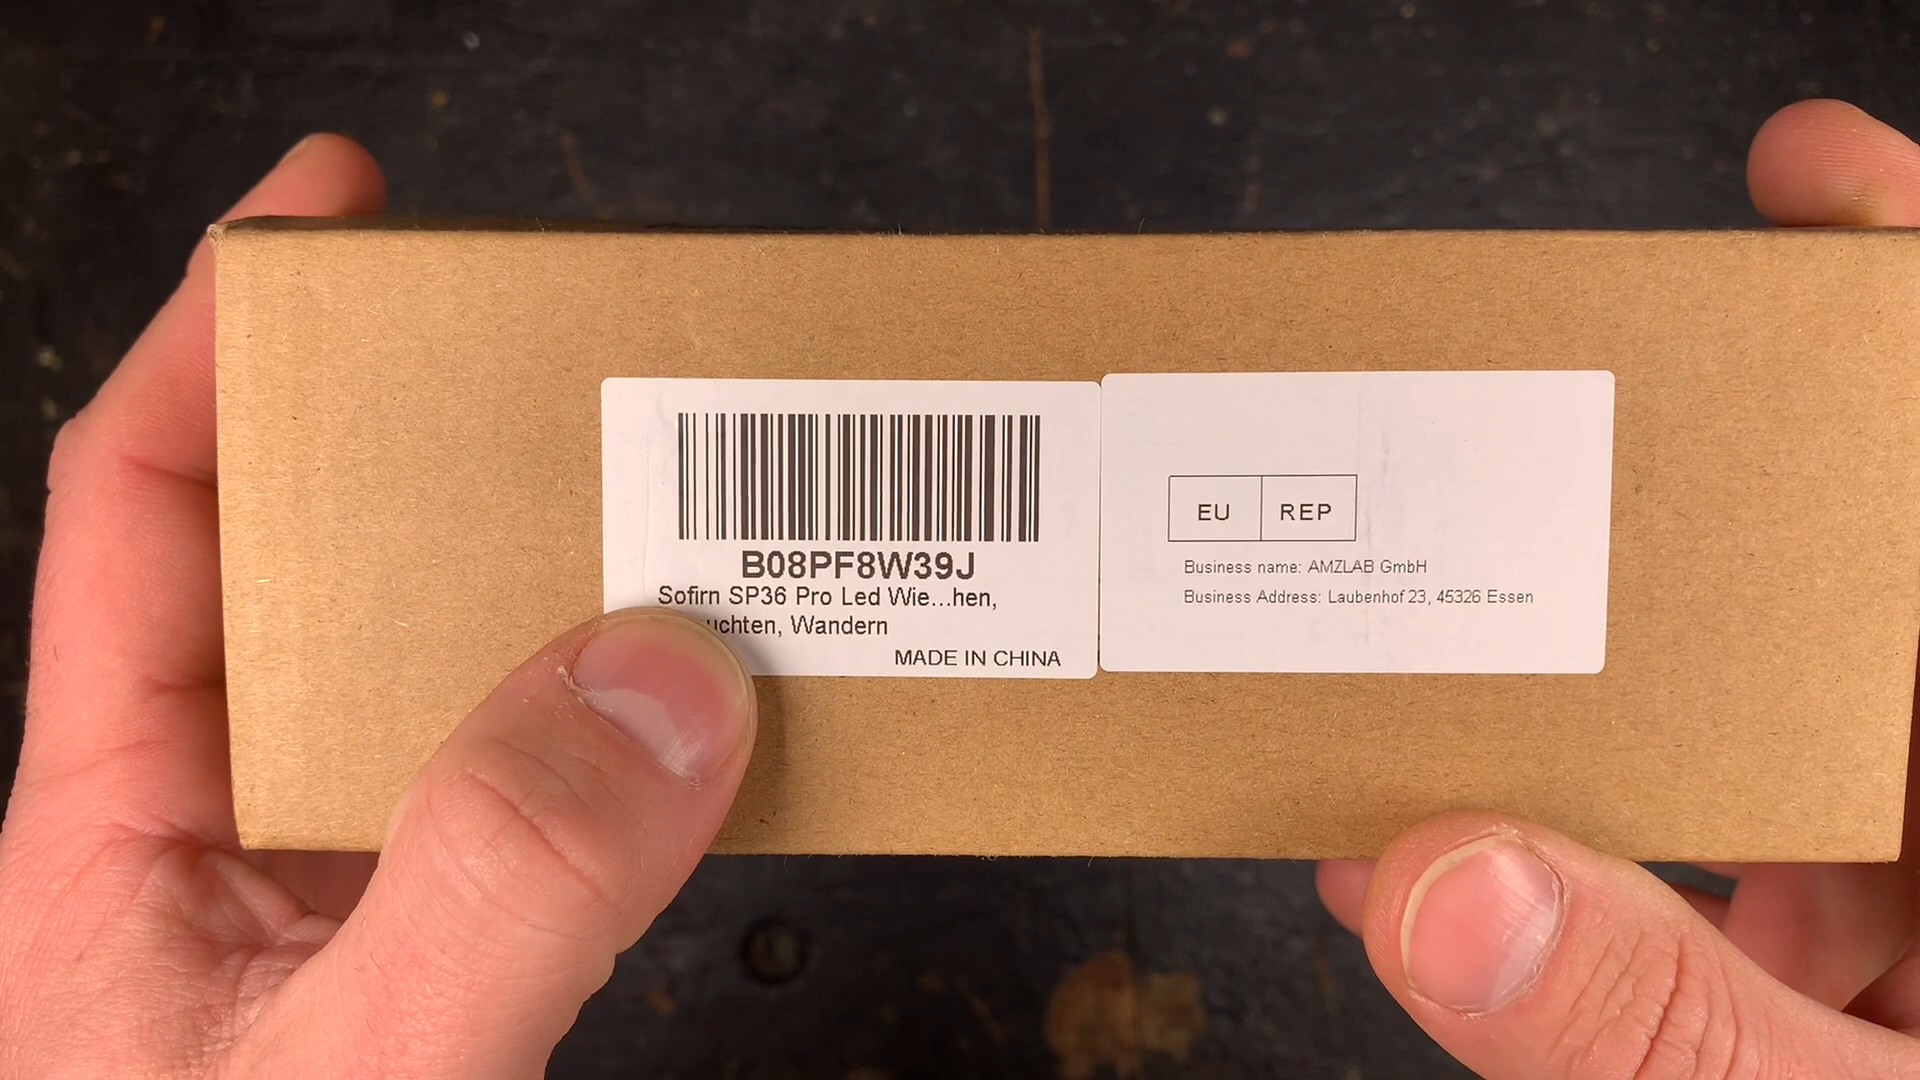 B08PF8W39J
Sofirn SP36 Pro Led Wie...hen,
Wandern
MADE IN CHINA
EU REP
Business name: AMZLAB GmbH
Business Address: Laubenhof 23, 45326 Essen